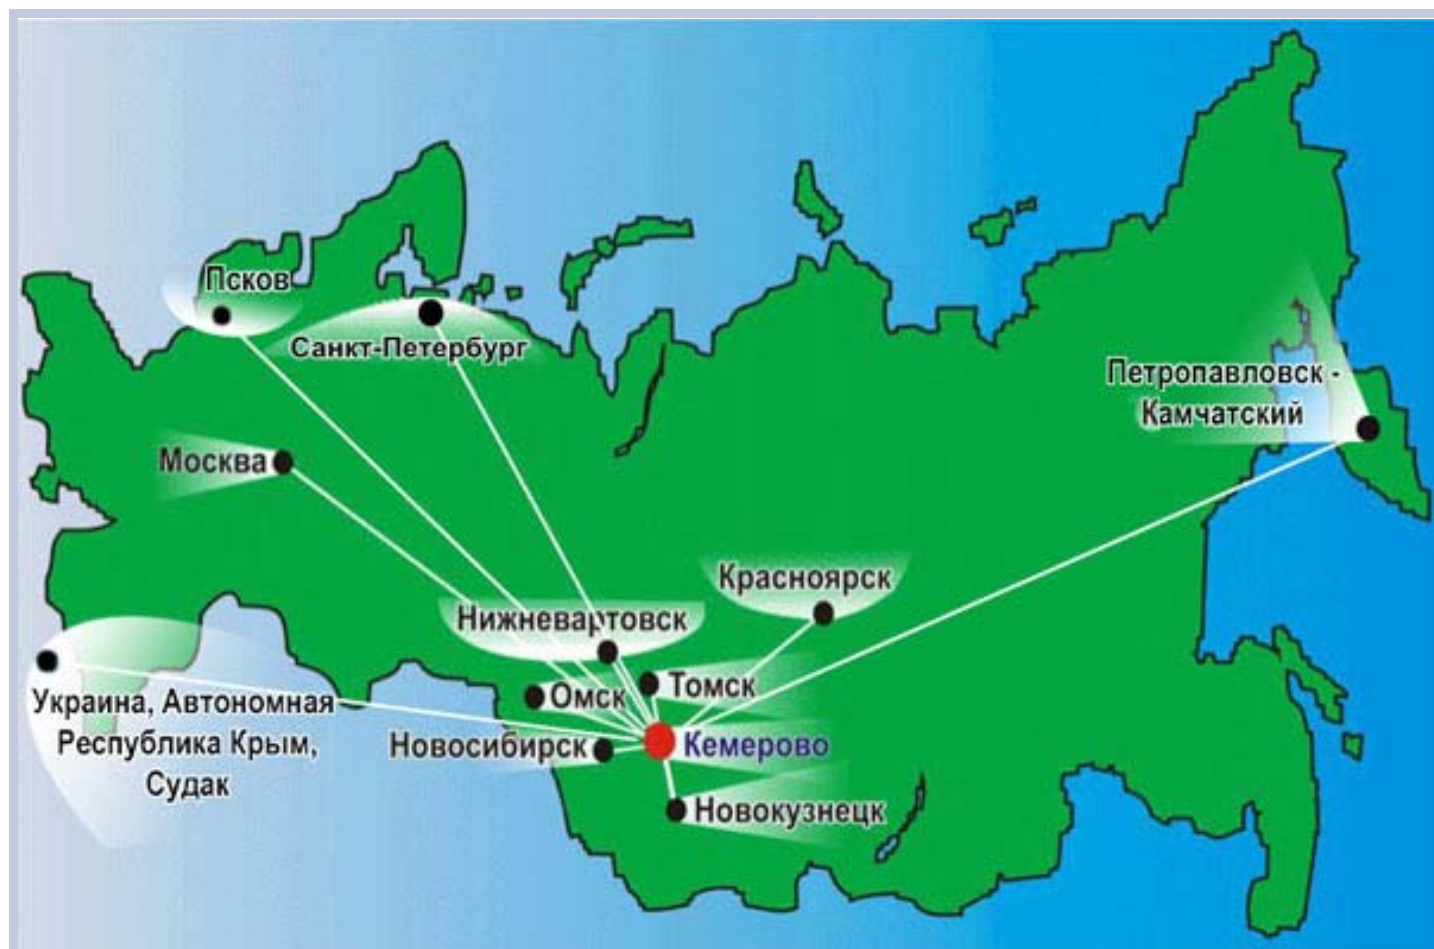 Псков
Санкт-Петербург
Петропавловск -
Камчатский
Москва
Красноярск
Нижневартовск
Омск
Томск
Украина, Автономная
Республика Крым,
Судак
Новосибирск
Кемерово
Новокузнецк